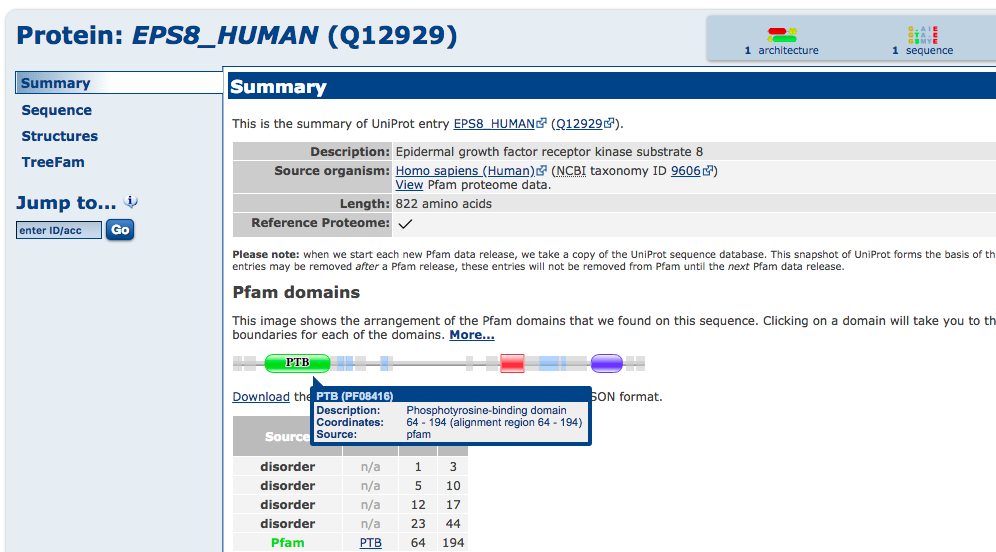 Protein: EPS8_HUMAN (Q12929)
1 architecture
1 sequence
Summary
Sequence
Structures
TreeFam
Jump to... i
enter ID/acc Go
Summary
This is the summary of UniProt entry EPS8_HUMAN (Q12929).
Description: Epidermal growth factor receptor kinase substrate 8
Source organism: Homo sapiens (Human) (NCBI taxonomy ID 9606)
View Pfam proteome data.
Length: 822 amino acids
Reference Proteome: ✓
Please note: when we start each new Pfam data release, we take a copy of the UniProt sequence database. This snapshot of UniProt forms the basis of th
entries may be removed after a Pfam release, these entries will not be removed from Pfam until the next Pfam data release.
Pfam domains
This image shows the arrangement of the Pfam domains that we found on this sequence. Clicking on a domain will take you to th
boundaries for each of the domains. More...
PTB
Download the
SON format.
PTB (PF08416)
Description: Phosphotyrosine-binding domain
Coordinates: 64 - 194 (alignment region 64 - 194)
Source: pfam
Source
disorder n/a 1 3
disorder n/a 5 10
disorder n/a 12 17
disorder n/a 23 44
Pfam PTB 64 194